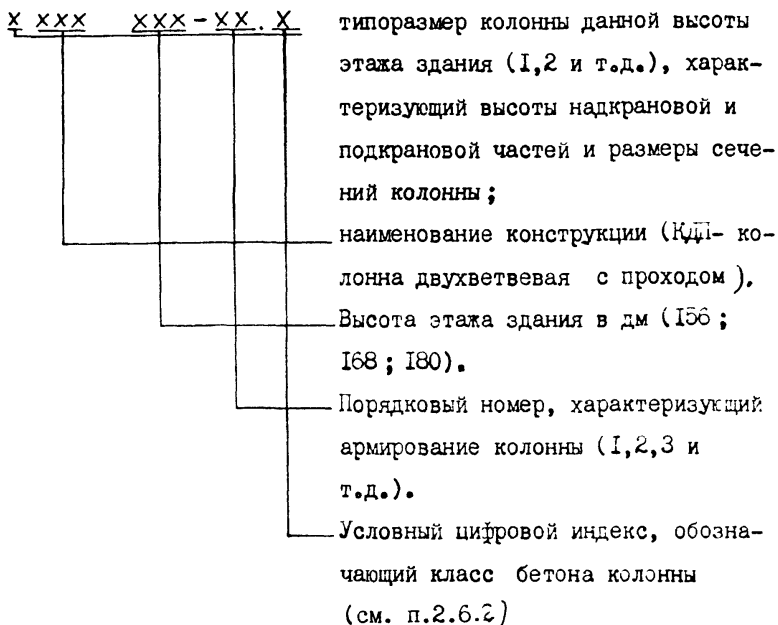 х ххх ххх-хх.х типоразмер колонны данной высоты
этажа здания (I,2 и т.д.), харак-
теризующий высоты надкрановой и
подкрановой частей и размеры сече-
ний колонны;
наименование конструкции (КДП- ко-
лонна двухветвевая с проходом).
Высота этажа здания в дм (I56;
I68; I80).
Порядковый номер, характеризующий
армирование колонны (I,2,3 и
т.д.).
Условный цифровой индекс, обозна-
чающий класс бетона колонны
(см. п.2.6.2)